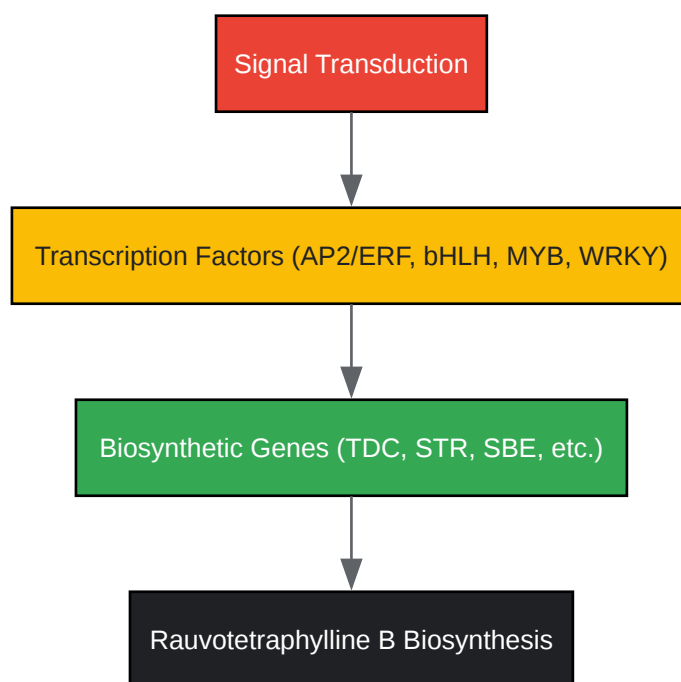 Signal Transduction
Transcription Factors (AP2/ERF, bHLH, MYB, WRKY)
Biosynthetic Genes (TDC, STR, SBE, etc.)
Rauvotetraphylline B Biosynthesis